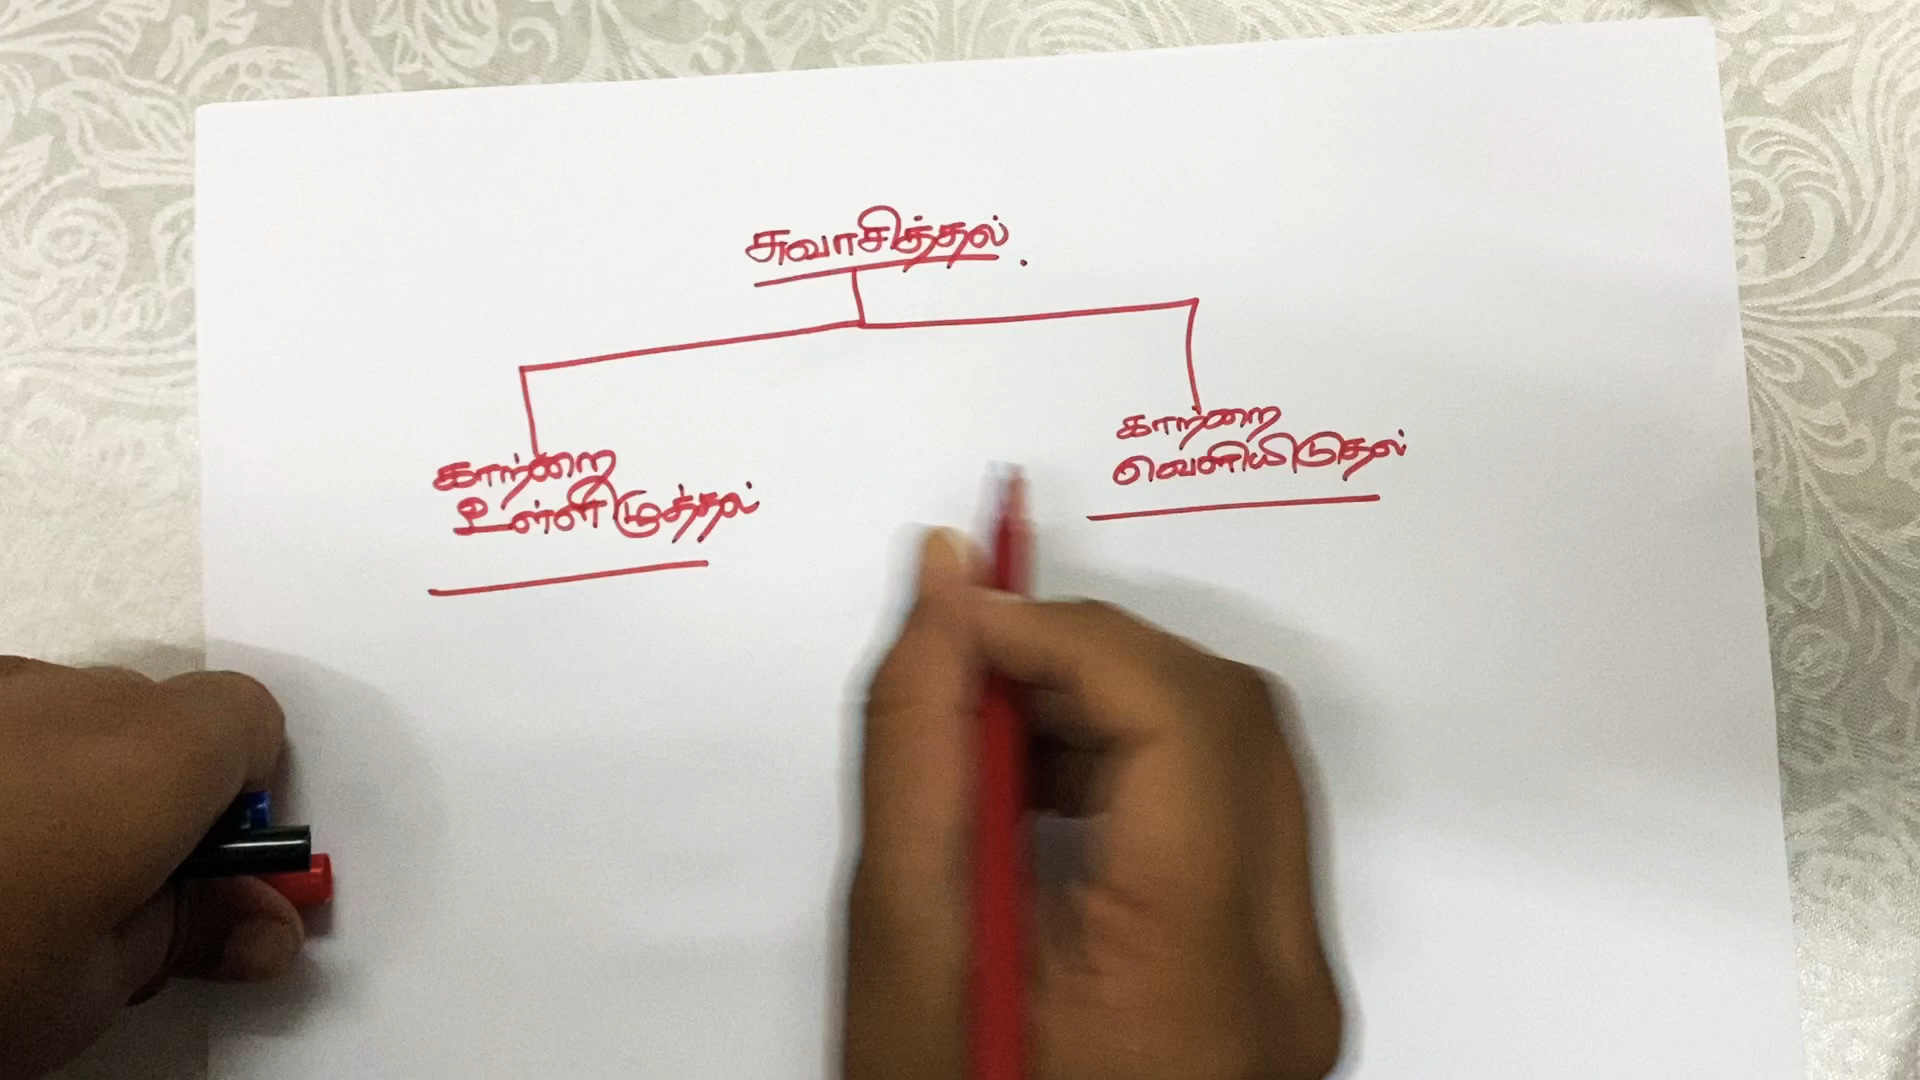 சுவாசித்தல்
காற்றை
உள்ளிழுத்தல்
காற்றை
வெளியிடுதல்